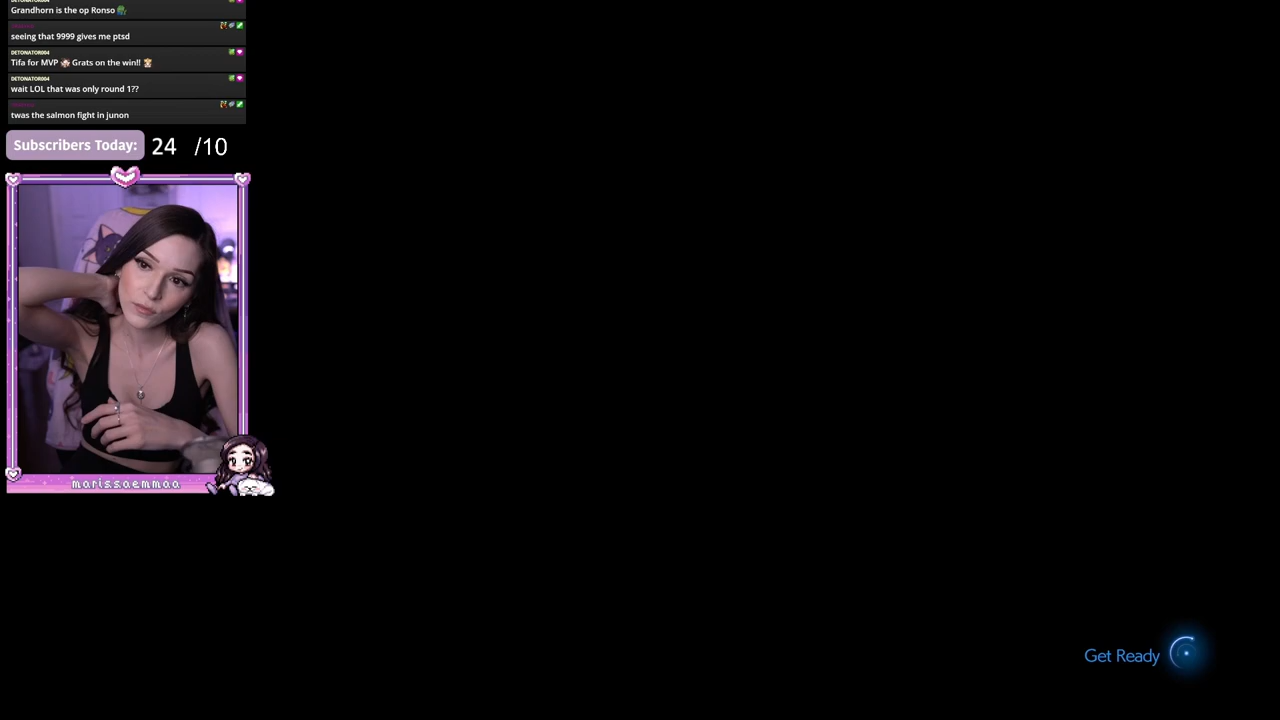 DETONATOR004
Grandhorn is the op Ronso
seeing that 9999 gives me ptsd
DETONATOR004
Tifa for MVP Grats on the win!!
DETONATOR004
wait LOL that was only round 1??
twas the salmon fight in junon
Subscribers Today: 24 /10
marissaemmaa
Get Ready